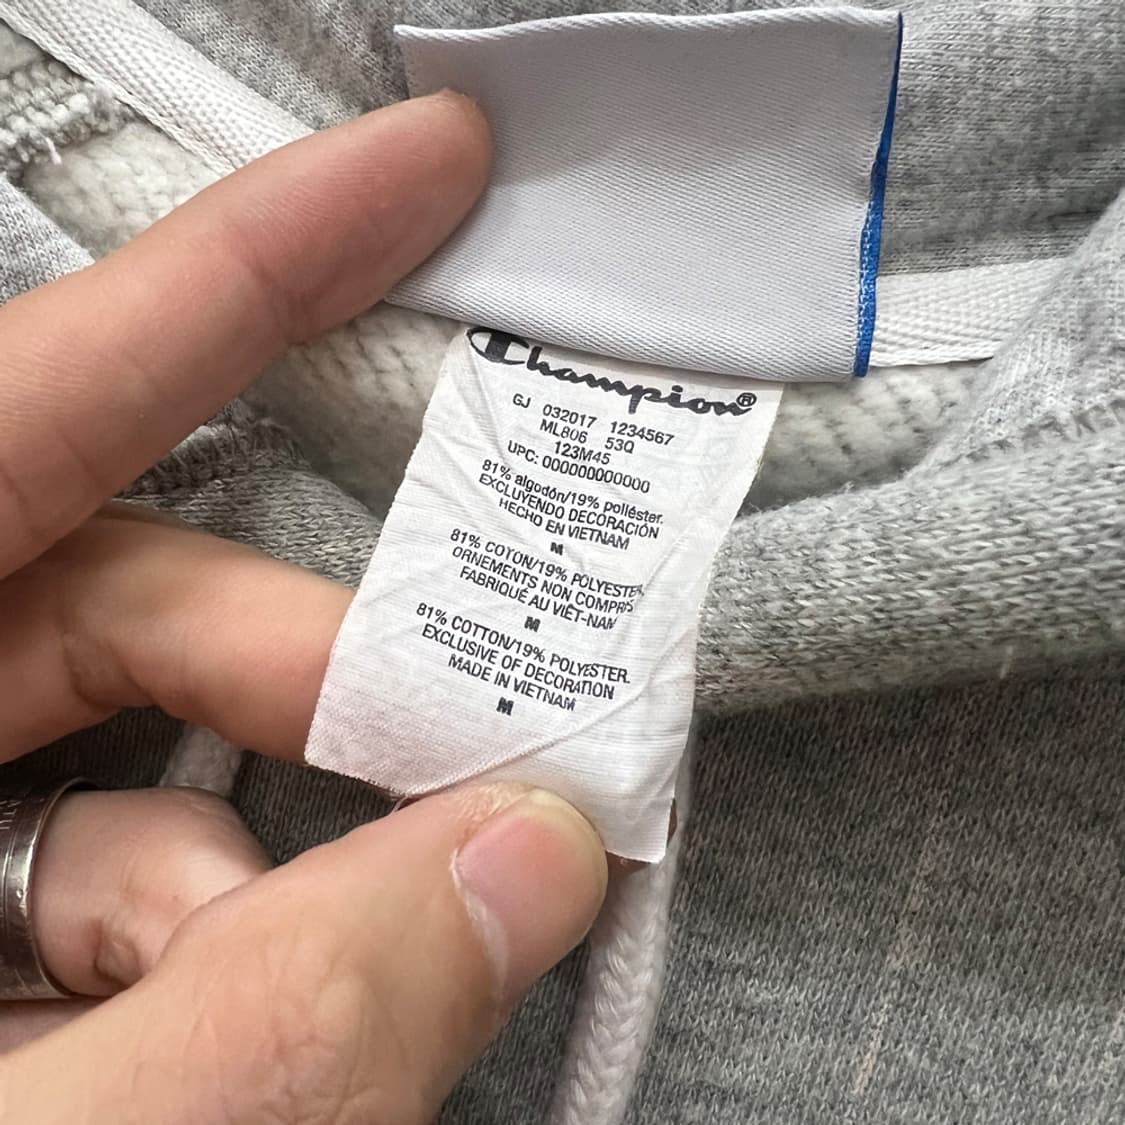 Champion®
GJ 032017 1234567
ML806 53Q
123M45
UPC: 000000000000
81% algodón/19% poliéster.
EXCLUYENDO DECORACIÓN
HECHO EN VIETNAM
M
81% COTON/19% POLYESTER.
ORNEMENTS NON COMPRIS
FABRIQUÉ AU VIÊT-NAM
M
81% COTTON/19% POLYESTER.
EXCLUSIVE OF DECORATION
MADE IN VIETNAM
M